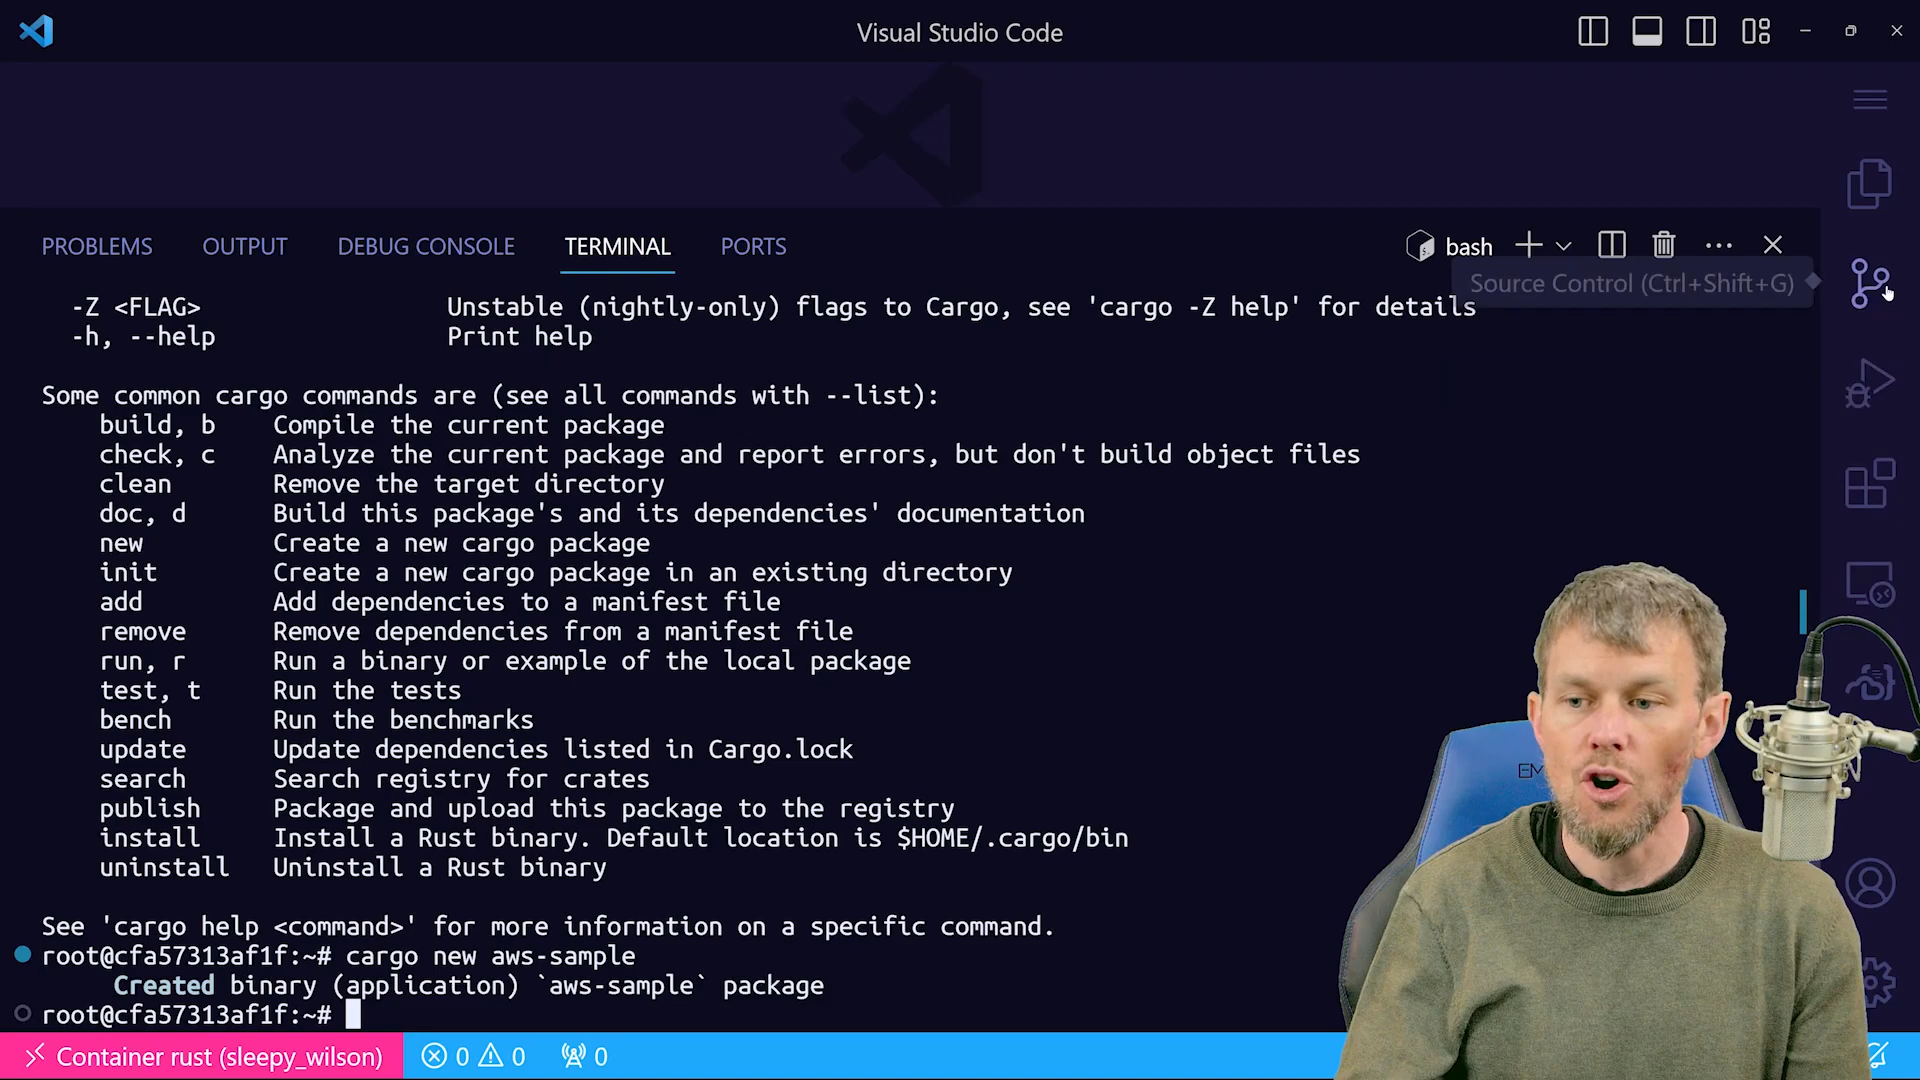 Visual Studio Code
PROBLEMS OUTPUT DEBUG CONSOLE TERMINAL PORTS
bash
Source Control (Ctrl+Shift+G)
-Z <FLAG> Unstable (nightly-only) flags to Cargo, see 'cargo -Z help' for details
-h, --help Print help
Some common cargo commands are (see all commands with --list):
build, b Compile the current package
check, c Analyze the current package and report errors, but don't build object files
clean Remove the target directory
doc, d Build this package's and its dependencies' documentation
new Create a new cargo package
init Create a new cargo package in an existing directory
add Add dependencies to a manifest file
remove Remove dependencies from a manifest file
run, r Run a binary or example of the local package
test, t Run the tests
bench Run the benchmarks
update Update dependencies listed in Cargo.lock
search Search registry for crates
publish Package and upload this package to the registry
install Install a Rust binary. Default location is $HOME/.cargo/bin
uninstall Uninstall a Rust binary
See 'cargo help <command>' for more information on a specific command.
root@cfa57313af1f:~# cargo new aws-sample
Created binary (application) `aws-sample` package
root@cfa57313af1f:~#
Container rust (sleepy_wilson) 0 0 0